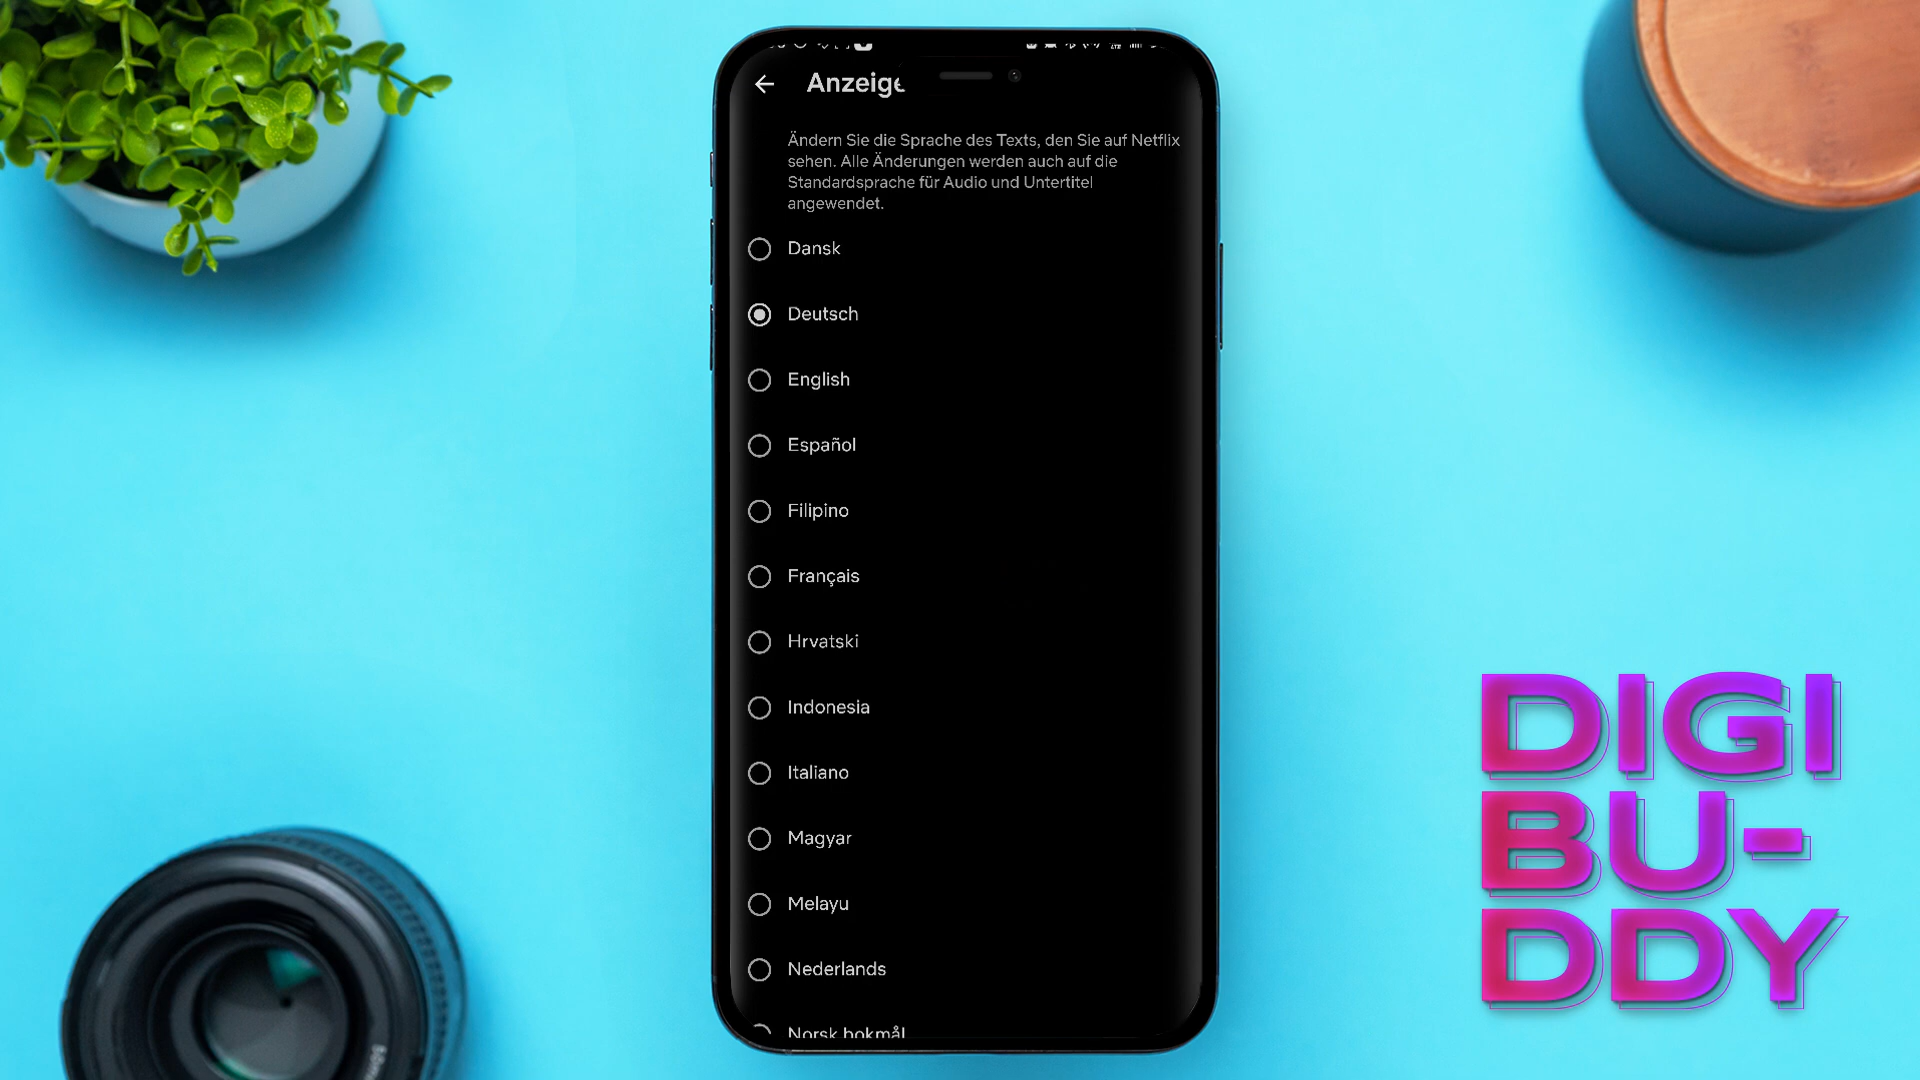 Ändern Sie die Sprache des Texts, den Sie auf Netflix
sehen. Alle Änderungen werden auch auf die
Standardsprache für Audio und Untertitel
angewendet.
Dansk
Deutsch
English
Español
Filipino
Français
Hrvatski
Indonesia
Italiano
Magyar
Melayu
Nederlands
Norsk bokmål
DIGI
BU-
DDY